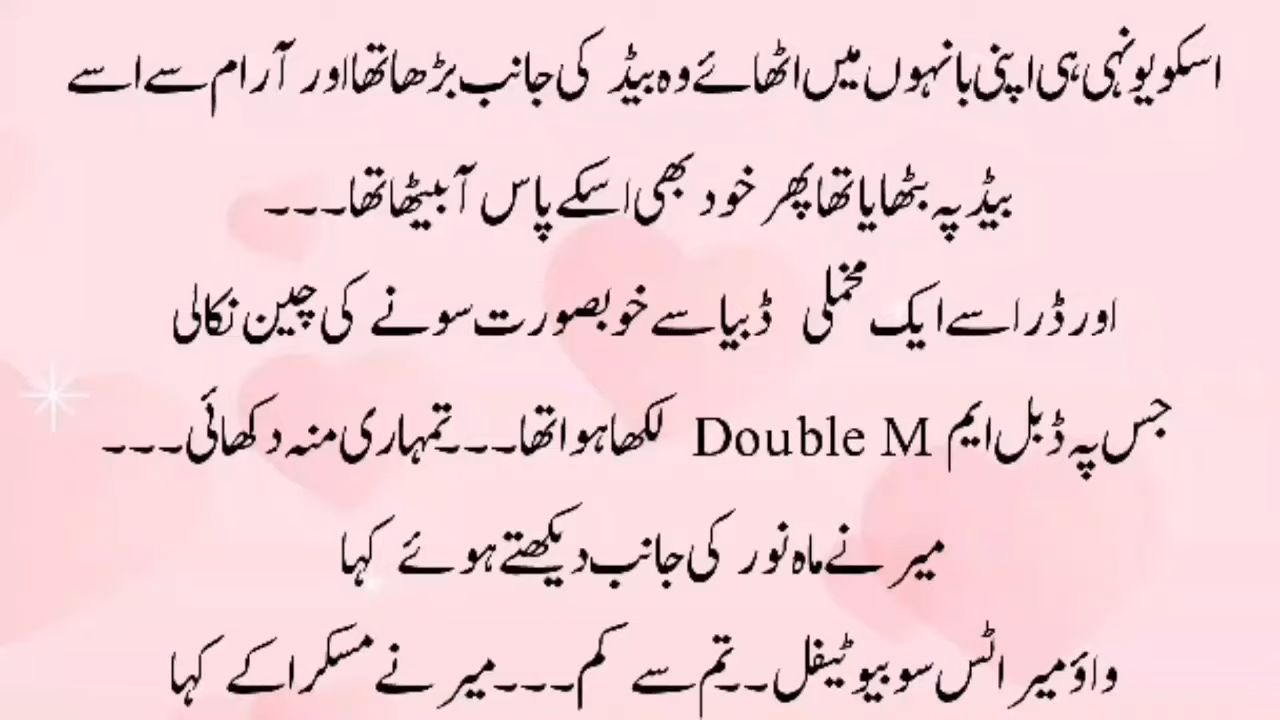 اسکو یونہی ہی اپنی بانہوں میں اٹھائے وہ بیڈ کی جانب بڑھا تھا اور آرام سے اسے
بیڈ پہ بٹھایا تھا پھر خود بھی اسکے پاس آ بیٹھا تھا۔۔۔
اور ڈرا سے ایک مخملی ڈبیا سے خوبصورت سونے کی چین نکالی
جس پہ ڈبل ایم Double M لکھا ہوا تھا۔۔۔تمہاری منہ دکھائی۔۔۔
میر نے ماہ نور کی جانب دیکھتے ہوئے کہا
واؤ میر اٹس سو بیوٹیفل۔۔تم سے کم۔۔۔میر نے مسکرا کے کہا